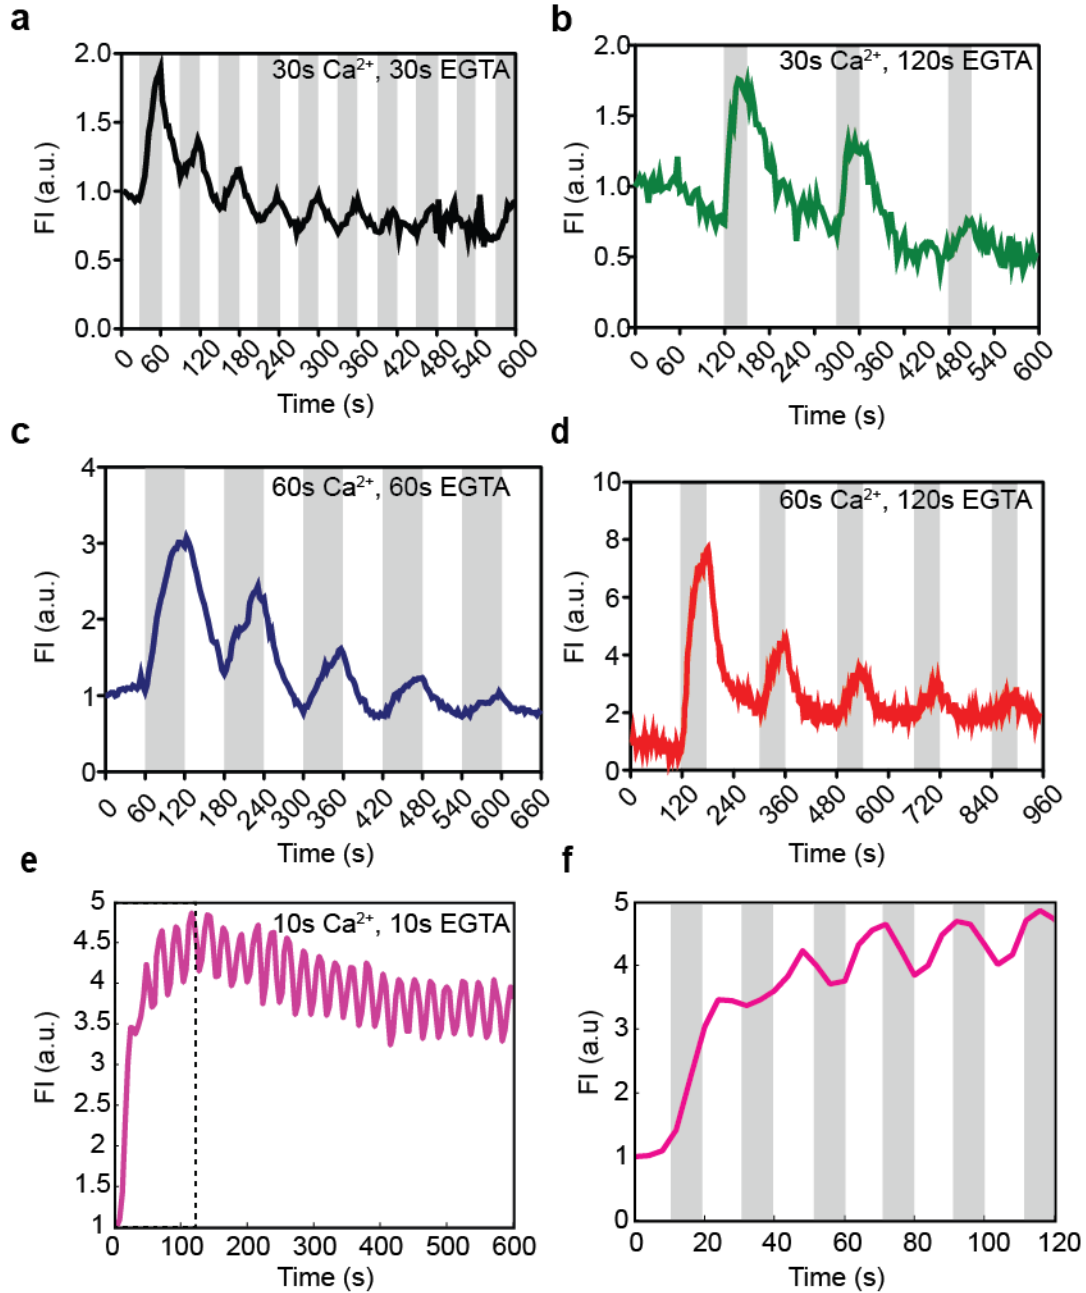 a
2.0
1.5
1.0
0.5
0.0
FI (a.u.)
30s Ca²⁺, 30s EGTA
0 60 120 180 240 300 360 420 480 540 600
Time (s)
b
2.0
1.5
1.0
0.5
0.0
FI (a.u.)
30s Ca²⁺, 120s EGTA
0 60 120 180 240 300 360 420 480 540 600
Time (s)
c
4
3
2
1
0
FI (a.u.)
60s Ca²⁺, 60s EGTA
0 60 120 180 240 300 360 420 480 540 600 660
Time (s)
d
10
8
6
4
2
0
FI (a.u.)
60s Ca²⁺, 120s EGTA
0 120 240 360 480 600 720 840 960
Time (s)
e
5
4.5
4
3.5
3
2.5
2
1.5
1
FI (a.u.)
10s Ca²⁺, 10s EGTA
0 100 200 300 400 500 600
Time (s)
f
5
4
3
2
1
0
FI (a.u)
0 20 40 60 80 100 120
Time (s)